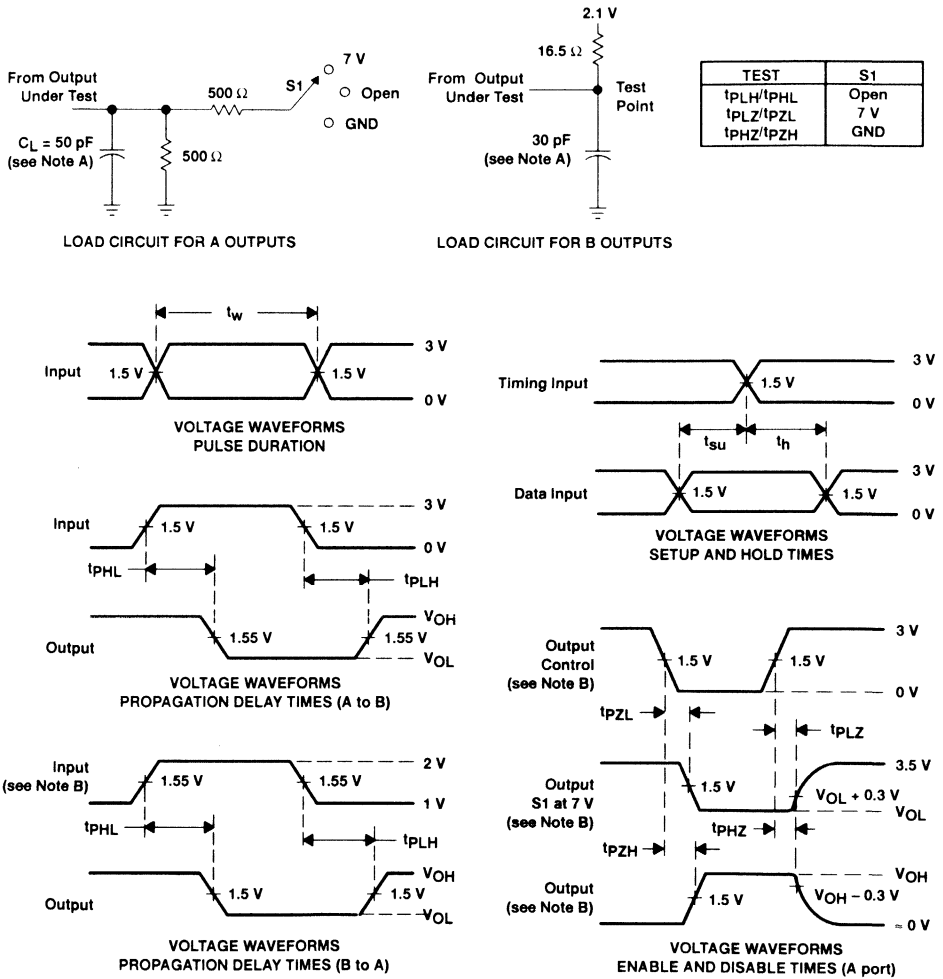 From Output
Under Test
CL = 50 pF
(see Note A)
500 Ω
500 Ω
S1
7 V
Open
GND
LOAD CIRCUIT FOR A OUTPUTS
2.1 V
16.5 Ω
From Output
Under Test
Test
Point
30 pF
(see Note A)
LOAD CIRCUIT FOR B OUTPUTS
TEST S1
tPLH/tPHL Open
tPLZ/tPZL 7 V
tPHZ/tPZH GND
tw
Input
1.5 V
1.5 V
3 V
0 V
VOLTAGE WAVEFORMS
PULSE DURATION
Timing Input
1.5 V
3 V
0 V
tsu
th
Data Input
1.5 V
1.5 V
3 V
0 V
VOLTAGE WAVEFORMS
SETUP AND HOLD TIMES
Input
1.5 V
1.5 V
3 V
0 V
tPHL
tPLH
Output
1.55 V
1.55 V
VOH
VOL
VOLTAGE WAVEFORMS
PROPAGATION DELAY TIMES (A to B)
Input
(see Note B)
1.55 V
1.55 V
2 V
1 V
tPHL
tPLH
Output
1.5 V
1.5 V
VOH
VOL
VOLTAGE WAVEFORMS
PROPAGATION DELAY TIMES (B to A)
Output
Control
(see Note B)
1.5 V
1.5 V
3 V
0 V
tPZL
tPLZ
Output
S1 at 7 V
(see Note B)
1.5 V
3.5 V
VOL + 0.3 V
VOL
tPHZ
tPZH
Output
(see Note B)
1.5 V
VOH
VOH – 0.3 V
≈ 0 V
VOLTAGE WAVEFORMS
ENABLE AND DISABLE TIMES (A port)